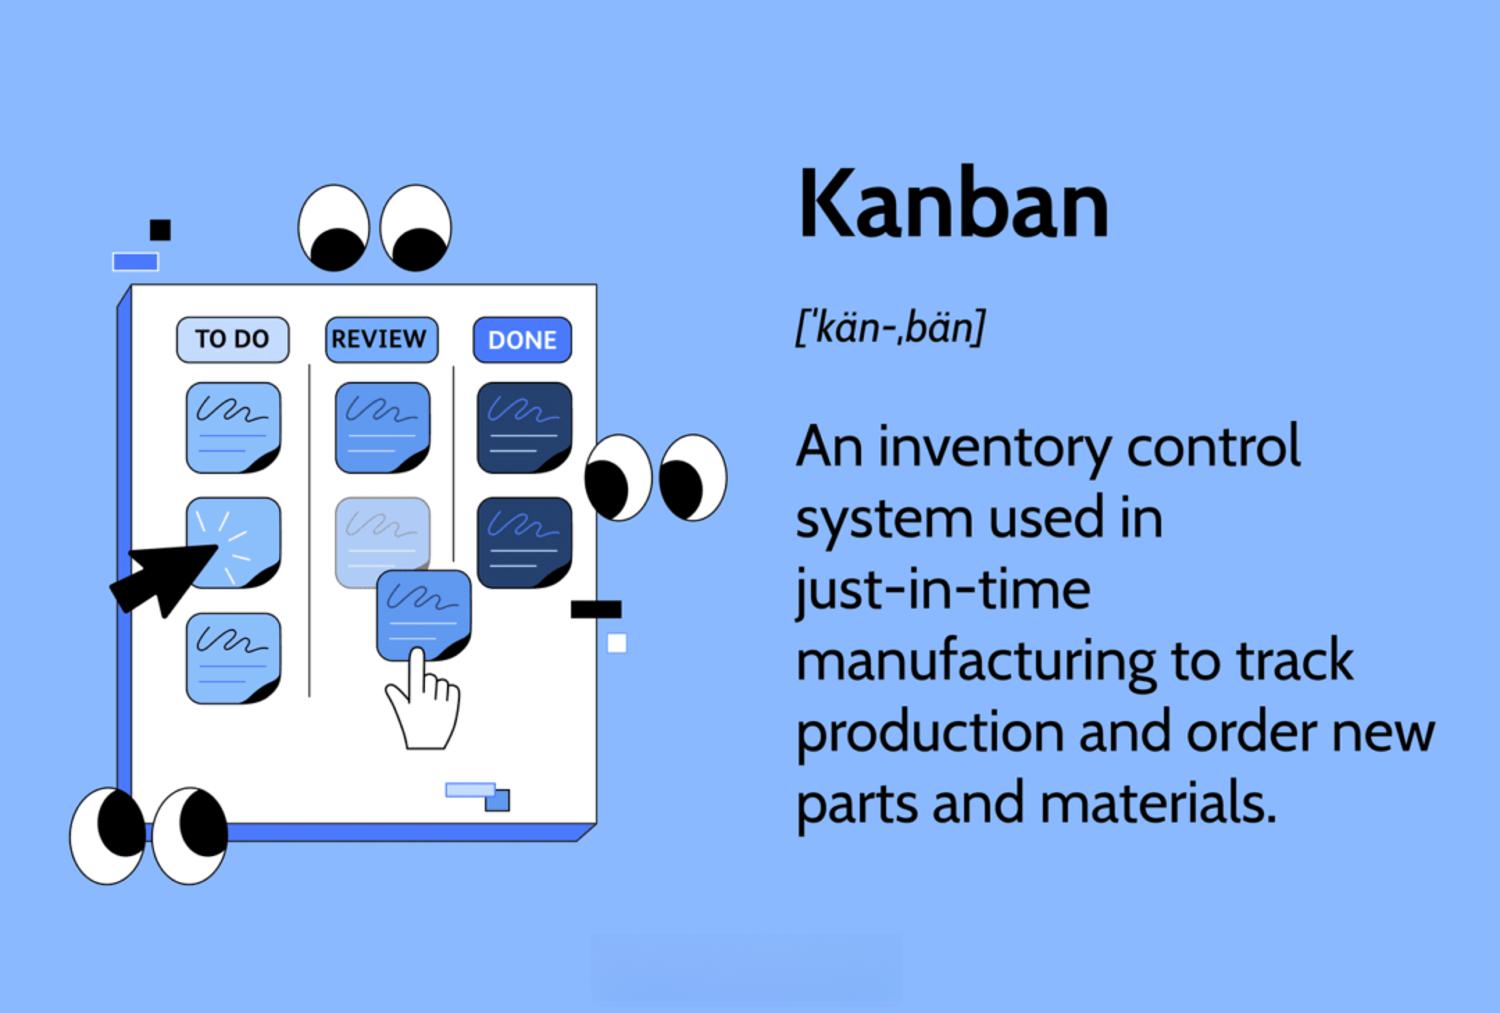 Kanban
[ˈkän-ˌbän]
An inventory control
system used in
just-in-time
manufacturing to track
production and order new
parts and materials.
TO DO
REVIEW
DONE